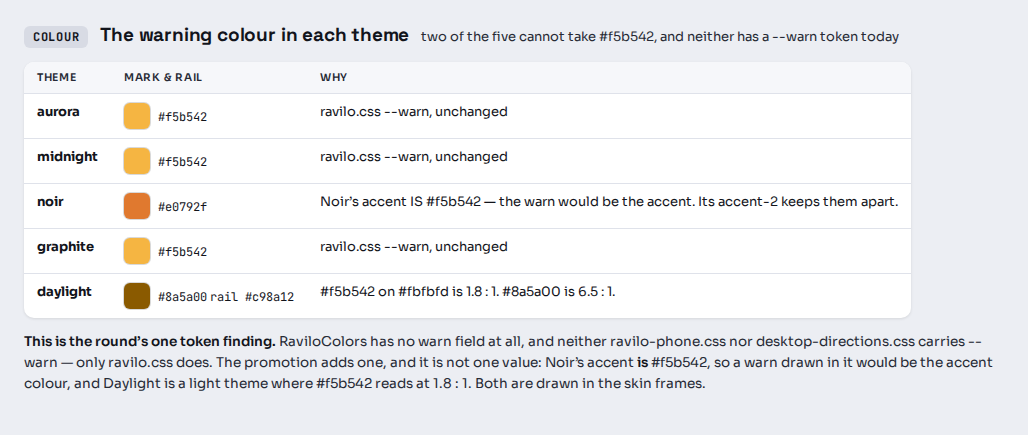 COLOUR The warning colour in each theme two of the five cannot take #f5b542, and neither has a --warn token today
THEME MARK & RAIL WHY
aurora #f5b542 ravilo.css --warn, unchanged
midnight #f5b542 ravilo.css --warn, unchanged
noir #e0792f Noir's accent IS #f5b542 — the warn would be the accent. Its accent-2 keeps them apart.
graphite #f5b542 ravilo.css --warn, unchanged
daylight #8a5a00 rail #c98a12 #f5b542 on #fbfbfd is 1.8 : 1. #8a5a00 is 6.5 : 1.
This is the round's one token finding. RaviloColors has no warn field at all, and neither ravilo-phone.css nor desktop-directions.css carries --
warn — only ravilo.css does. The promotion adds one, and it is not one value: Noir's accent is #f5b542, so a warn drawn in it would be the accent
colour, and Daylight is a light theme where #f5b542 reads at 1.8 : 1. Both are drawn in the skin frames.